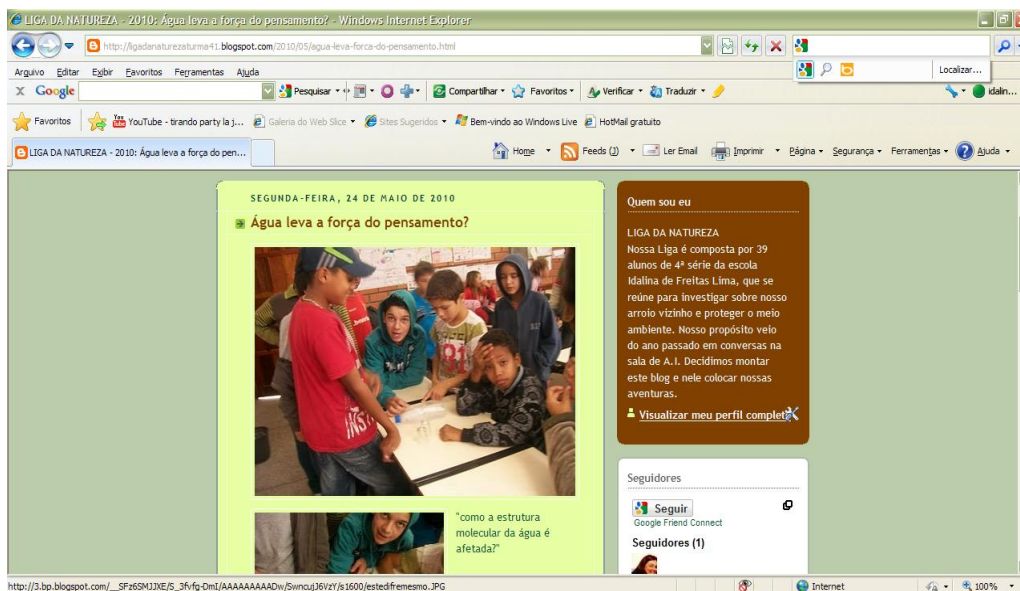 LIGA DA NATUREZA - 2010: Água leva a força do pensamento? - Windows Internet Explorer
http://ligadanaturezaturma41.blogspot.com/2010/05/agua-leva-forca-do-pensamento.html
Arquivo Editar Exibir Favoritos Ferramentas Ajuda
Localizar...
X Google Pesquisar Compartilhar Favoritos Verificar Traduzir idalin...
Favoritos YouTube - tirando party la j... Galeria do Web Slice Sites Sugeridos Bem-vindo ao Windows Live HotMail gratuito
LIGA DA NATUREZA - 2010: Água leva a força do pen... Home Feeds (J) Ler Email Imprimir Página Segurança Ferramentas Ajuda
SEGUNDA-FEIRA, 24 DE MAIO DE 2010
Água leva a força do pensamento?
"como a estrutura
molecular da água é
afetada?"
Quem sou eu
LIGA DA NATUREZA
Nossa Liga é composta por 39
alunos de 4ª série da escola
Idalina de Freitas Lima, que se
reúne para investigar sobre nosso
arroio vizinho e proteger o meio
ambiente. Nosso propósito veio
do ano passado em conversas na
sala de A.I. Decidimos montar
este blog e nele colocar nossas
aventuras.
Visualizar meu perfil completo
Seguidores
Seguir
Google Friend Connect
Seguidores (1)
http://3.bp.blogspot.com/__SFz6SMJJXE/S_3fvfg-DmI/AAAAAAAAADw/SwncujJ6VzY/s1600/estedifremesmo.JPG
Internet
100%